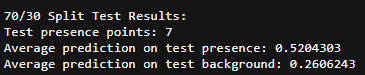 70/30 Split Test Results:
Test presence points: 7
Average prediction on test presence: 0.5204303
Average prediction on test background: 0.2606243